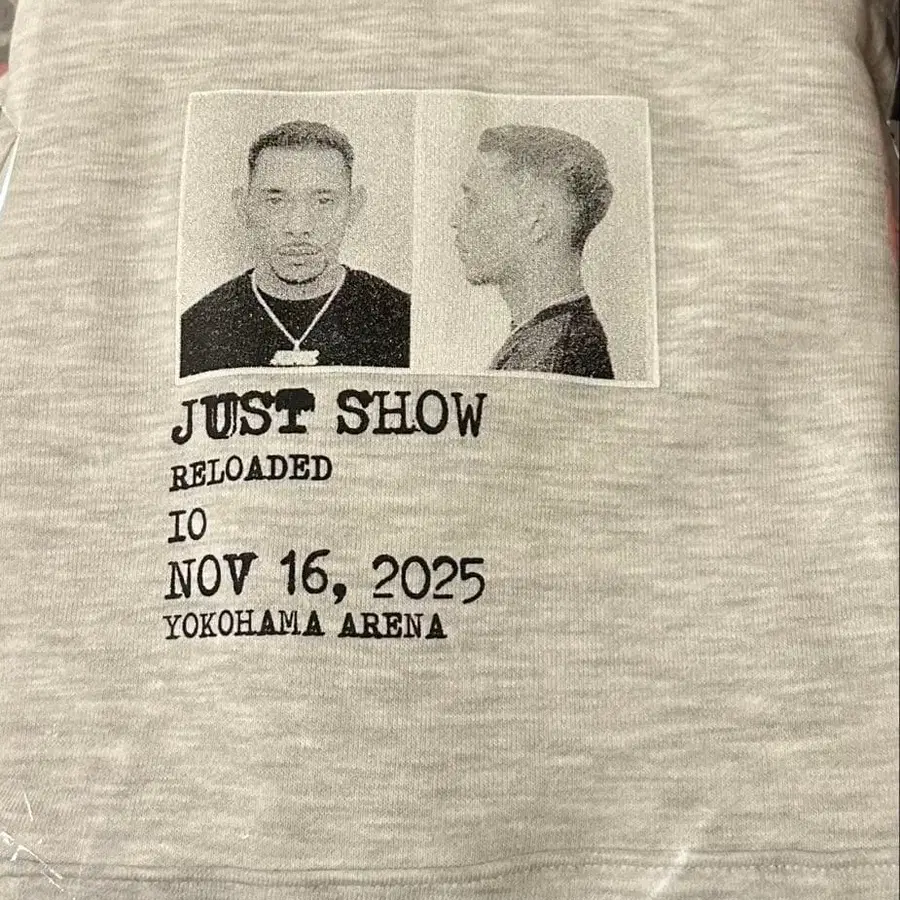 JUST SHOW
RELOADED
IO
NOV 16, 2025
YOKOHAMA ARENA